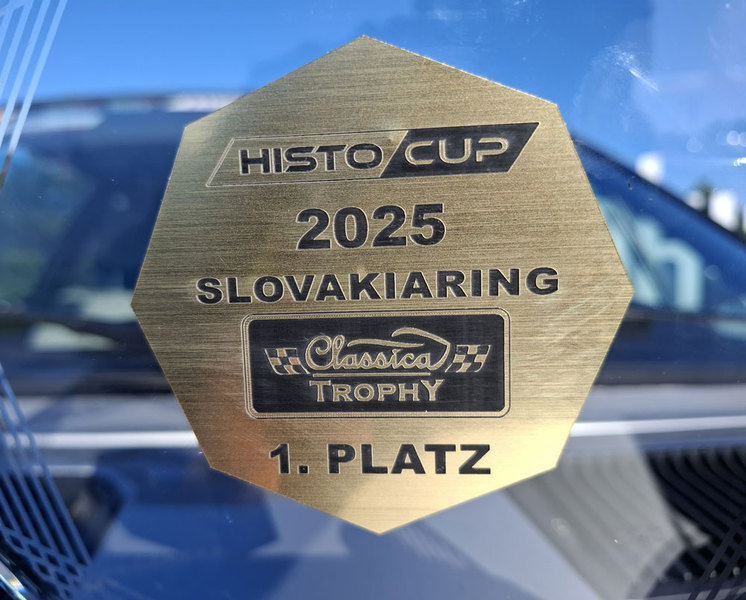 HISTO CUP
2025
SLOVAKIARING
Classica
TROPHY
1. PLATZ